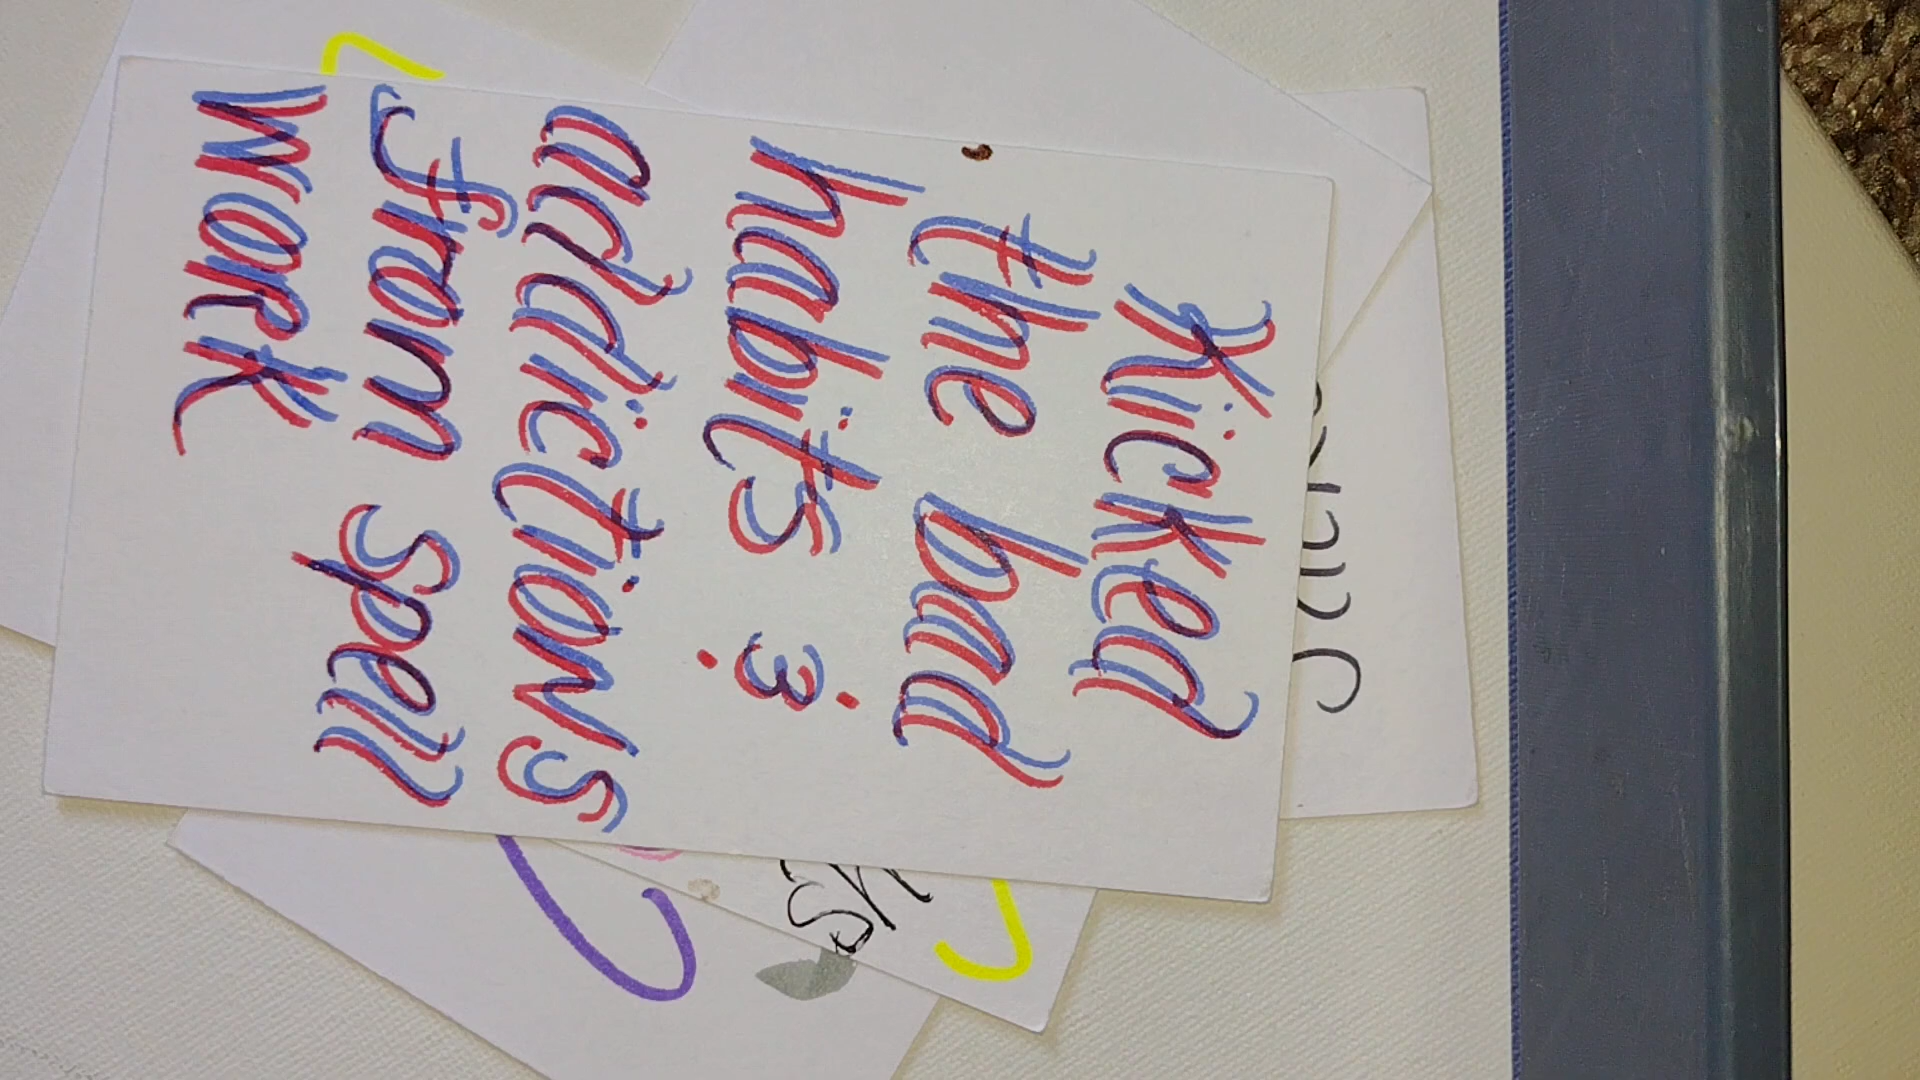 Kicked
the bad
habits &
addictions
from spell
work